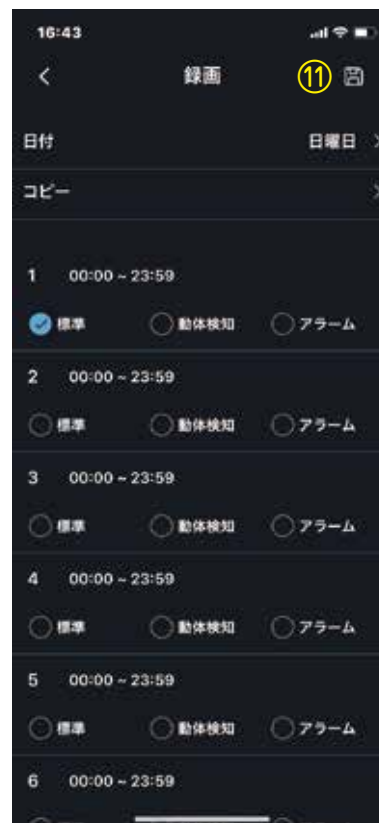 16:43
< 録画 ⑪
日付 日曜日 >
コピー >
1 00:00 ~ 23:59
標準 動体検知 アラーム
2 00:00 ~ 23:59
標準 動体検知 アラーム
3 00:00 ~ 23:59
標準 動体検知 アラーム
4 00:00 ~ 23:59
標準 動体検知 アラーム
5 00:00 ~ 23:59
標準 動体検知 アラーム
6 00:00 ~ 23:59